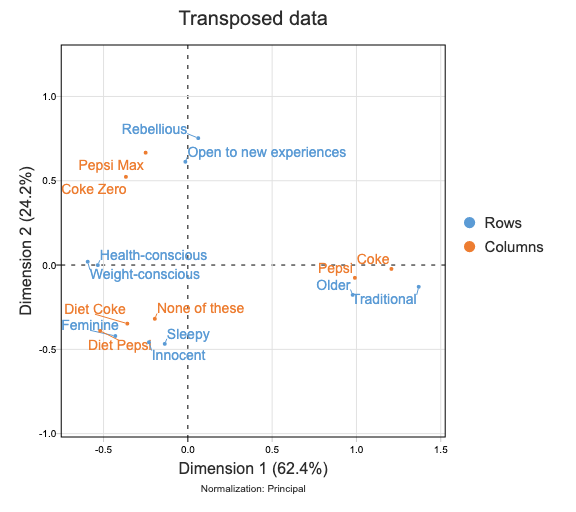 Transposed data
1.0
Rebellious
Open to new experiences
Pepsi Max
0.5
Coke Zero
Rows
Columns
Health-conscious
Coke
0.0
Pepsi
Weight-conscious
Older
Traditional
Diet Coke
None of these
Feminine
Sleepy
Diet Pepsi
Innocent
-0.5
-1.0
-0.5
0.0
0.5
1.0
1.5
Dimension 2 (24.2%)
Dimension 1 (62.4%)
Normalization: Principal